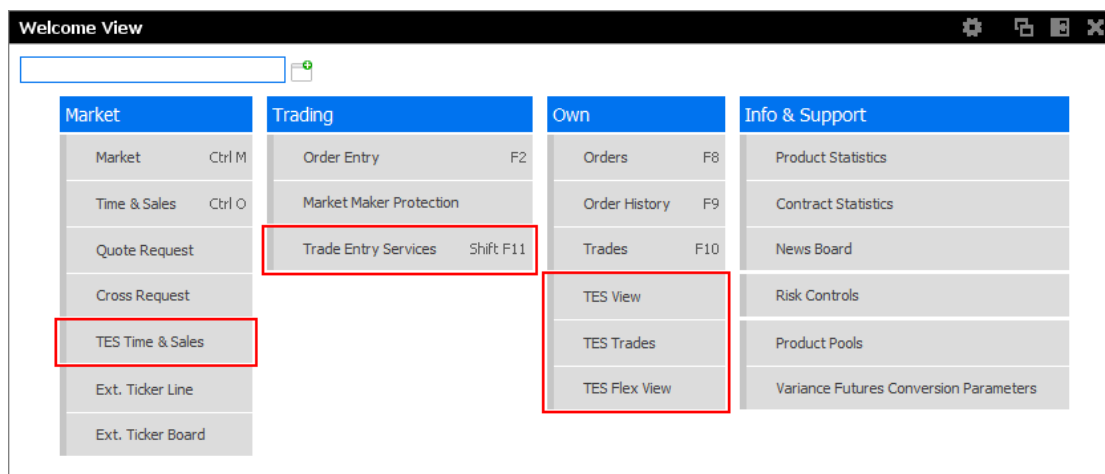 Welcome View
Market
Market Ctrl M
Time & Sales Ctrl O
Quote Request
Cross Request
TES Time & Sales
Ext. Ticker Line
Ext. Ticker Board
Trading
Order Entry F2
Market Maker Protection
Trade Entry Services Shift F11
Own
Orders F8
Order History F9
Trades F10
TES View
TES Trades
TES Flex View
Info & Support
Product Statistics
Contract Statistics
News Board
Risk Controls
Product Pools
Variance Futures Conversion Parameters